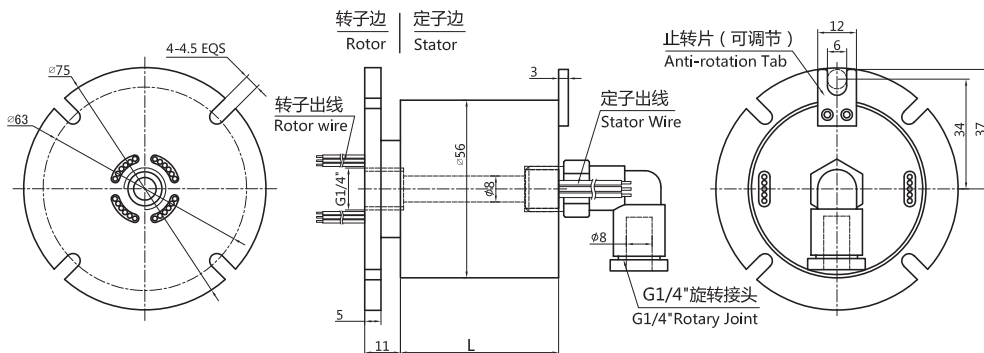 转子边 定子边
Rotor Stator
4-4.5 EQS
⌀75
⌀63
转子出线
Rotor wire
G1/4"
⌀56
⌀8
3
定子出线
Stator Wire
ϕ8
G1/4"旋转接头
G1/4"Rotary Joint
5
11
L
止转片（可调节）
Anti-rotation Tab
12
6
34
37